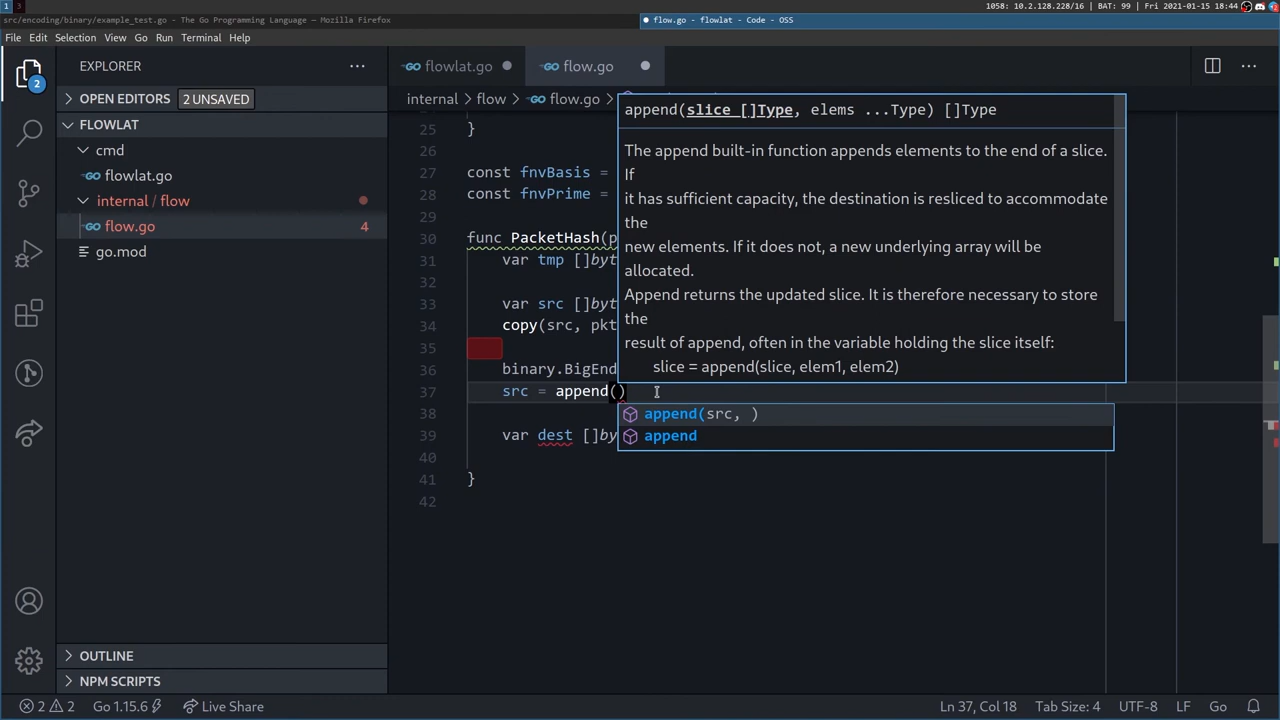 1 3
1058: 10.2.128.228/16 | BAT: 99 | Fri 2021-01-15 18:44
src/encoding/binary/example_test.go - The Go Programming Language — Mozilla Firefox
flow.go - flowlat - Code - OSS
File Edit Selection View Go Run Terminal Help
EXPLORER
flowlat.go
flow.go
OPEN EDITORS 2 UNSAVED
internal > flow > flow.go >
FLOWLAT
cmd
flowlat.go
internal / flow
flow.go 4
go.mod
OUTLINE
NPM SCRIPTS
2
25 }
26
27 const fnvBasis =
28 const fnvPrime =
29
30 func PacketHash(p
31 var tmp []byt
32
33 var src []byt
34 copy(src, pkt
35
36 binary.BigEnd
37 src = append()
38
39 var dest []by
40
41 }
42
append(slice []Type, elems ...Type) []Type
The append built-in function appends elements to the end of a slice.
If
it has sufficient capacity, the destination is resliced to accommodate
the
new elements. If it does not, a new underlying array will be
allocated.
Append returns the updated slice. It is therefore necessary to store
the
result of append, often in the variable holding the slice itself:
slice = append(slice, elem1, elem2)
append(src, )
append
2 2 Go 1.15.6 Live Share Ln 37, Col 18 Tab Size: 4 UTF-8 LF Go